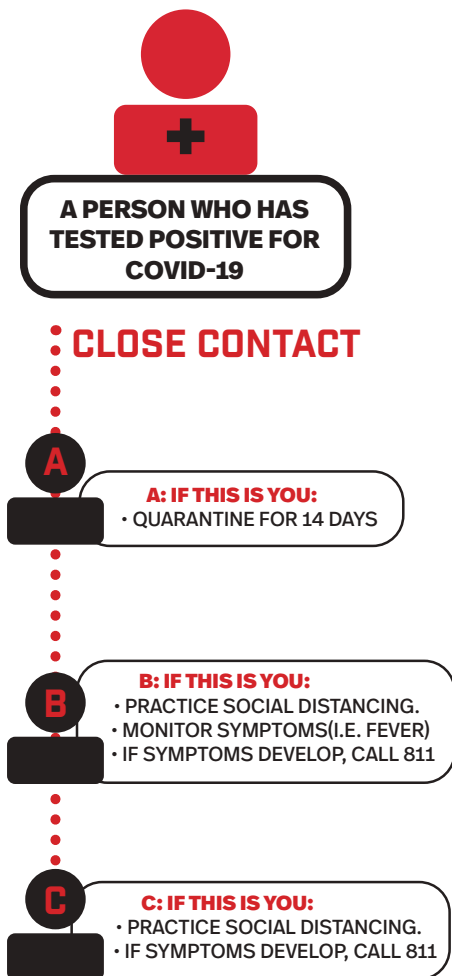 A PERSON WHO HAS
TESTED POSITIVE FOR
COVID-19
CLOSE CONTACT
A
A: IF THIS IS YOU:
• QUARANTINE FOR 14 DAYS
B
B: IF THIS IS YOU:
• PRACTICE SOCIAL DISTANCING.
• MONITOR SYMPTOMS(I.E. FEVER)
• IF SYMPTOMS DEVELOP, CALL 811
C
C: IF THIS IS YOU:
• PRACTICE SOCIAL DISTANCING.
• IF SYMPTOMS DEVELOP, CALL 811